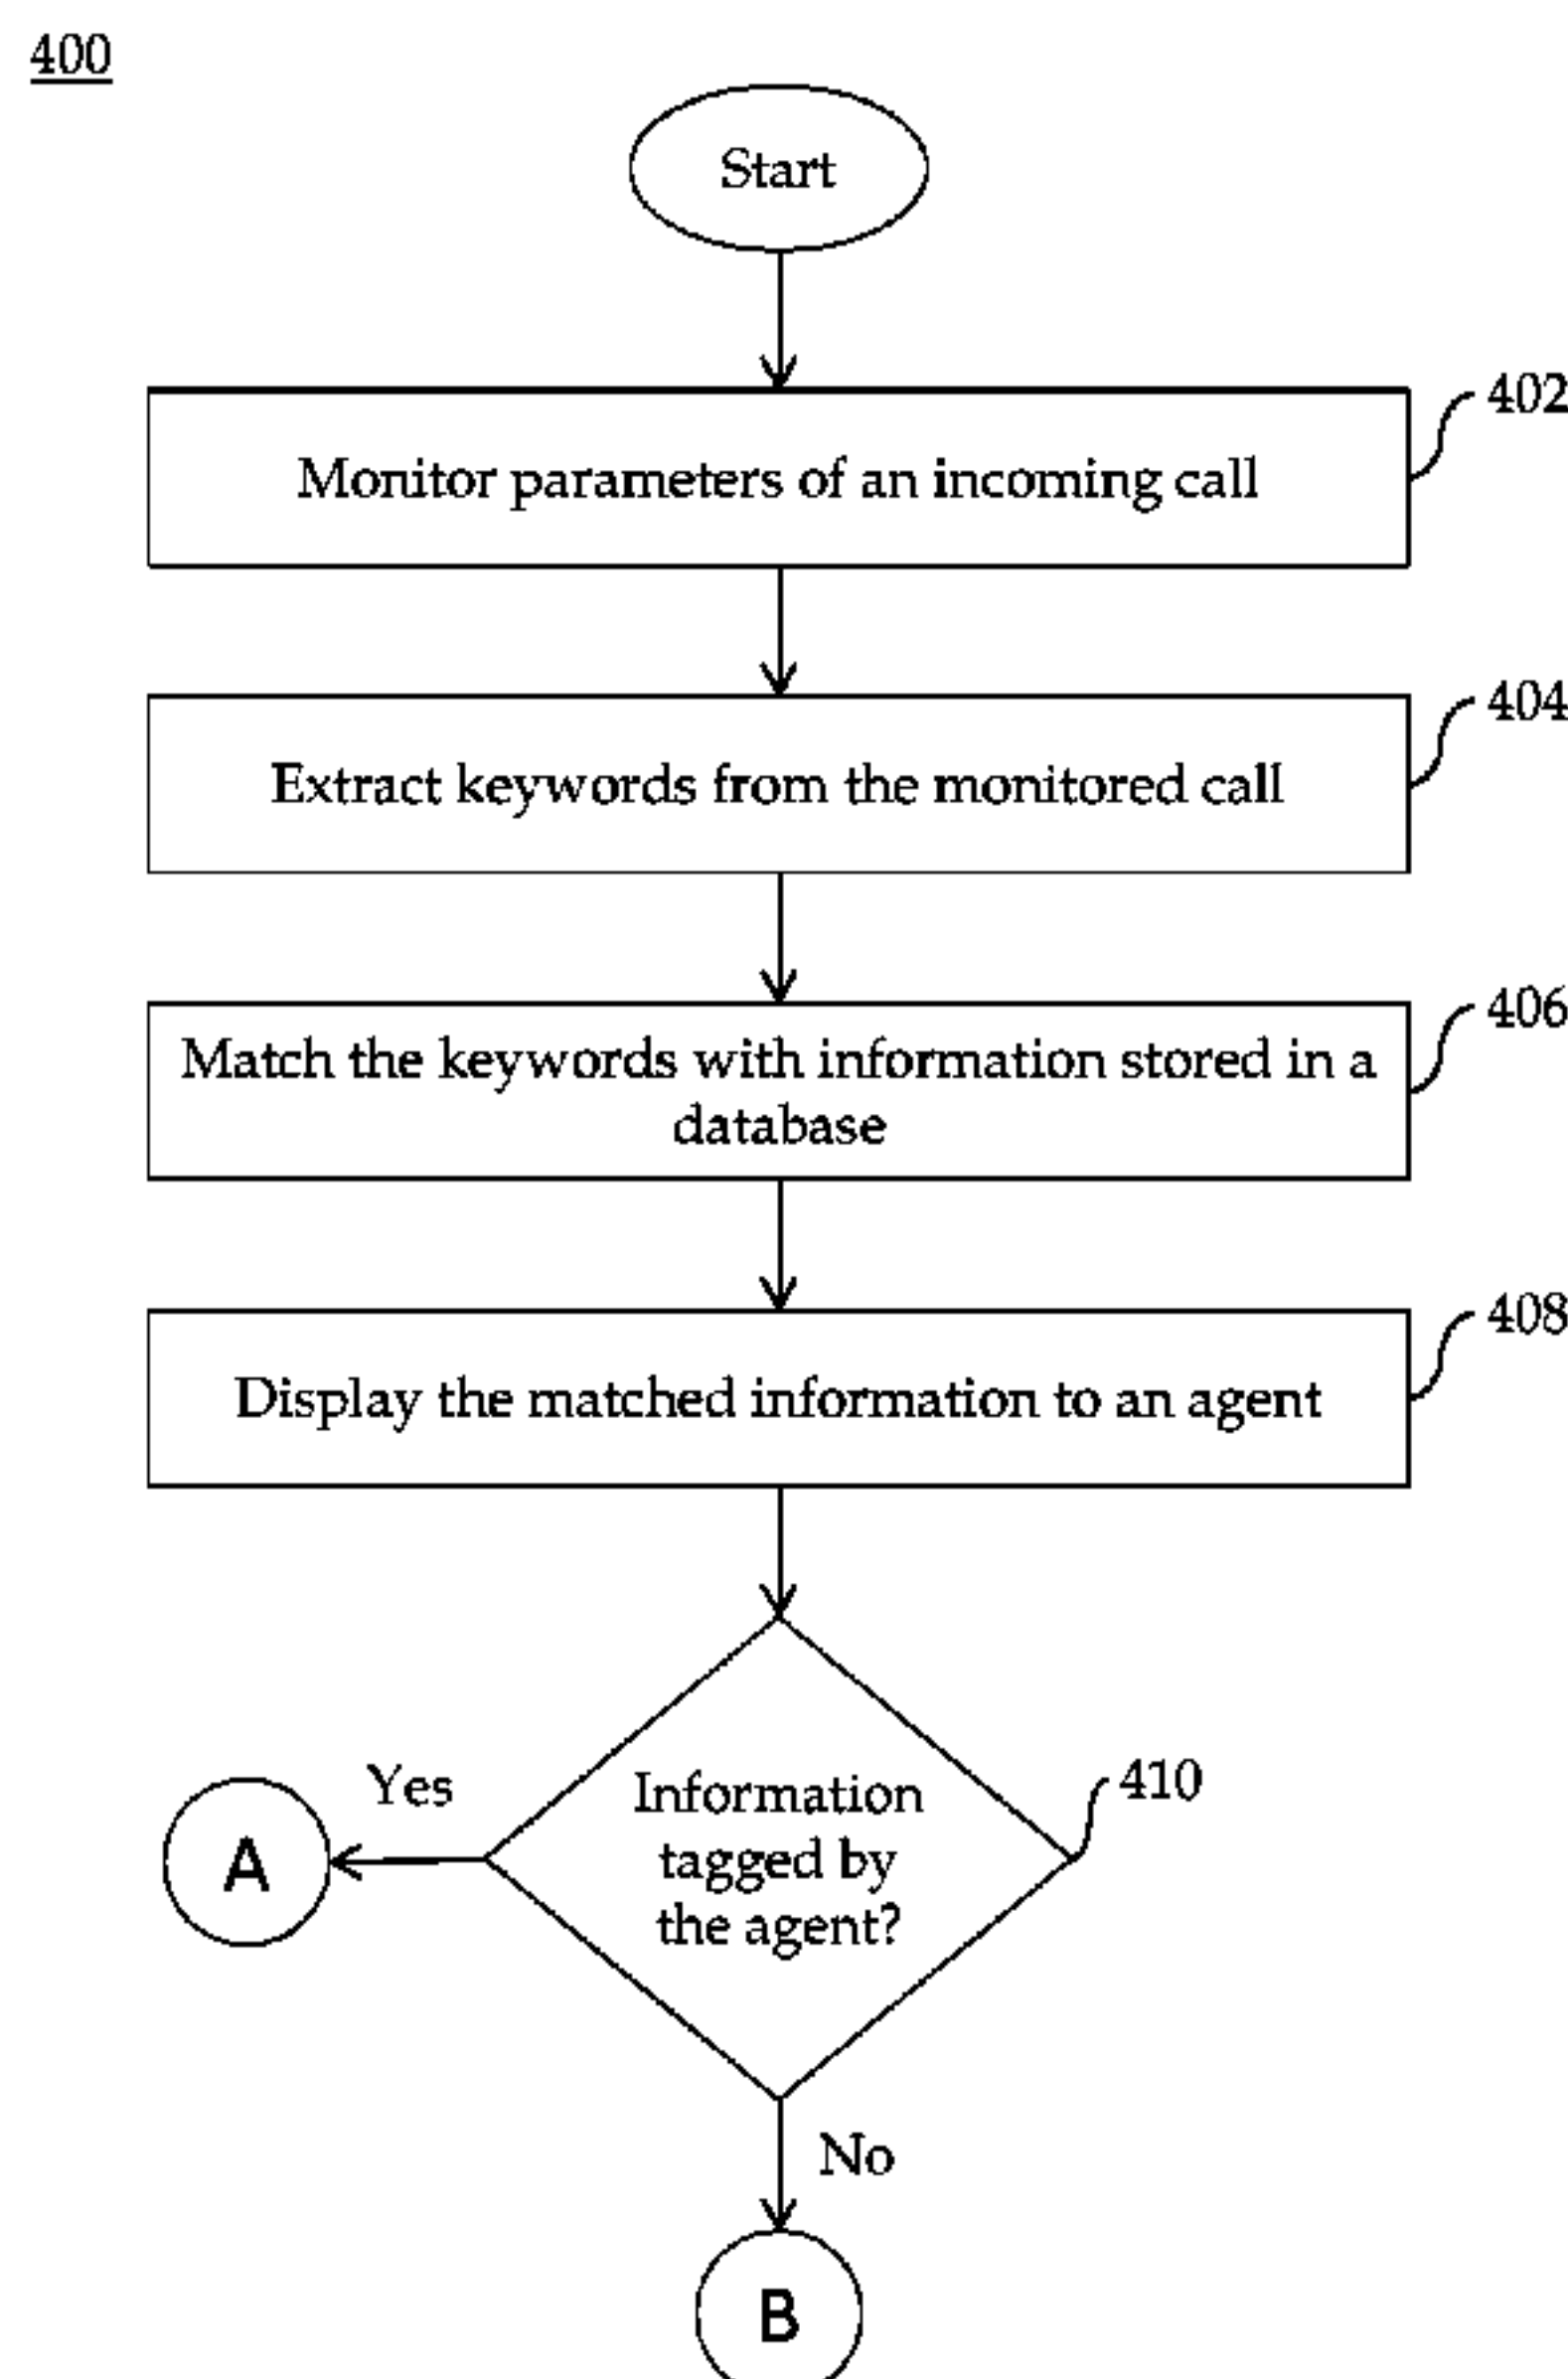 400
Start
402
Monitor parameters of an incoming call
404
Extract keywords from the monitored call
406
Match the keywords with information stored in a
database
408
Display the matched information to an agent
410
Yes
Information
tagged by
the agent?
A
No
B